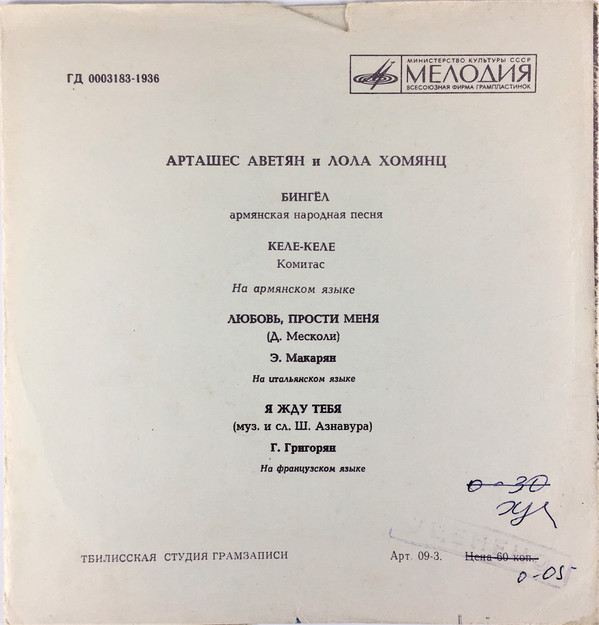 ГД 0003183-1936
МИНИСТЕРСТВО КУЛЬТУРЫ СССР
МЕЛОДИЯ
ВСЕСОЮЗНАЯ ФИРМА ГРАМПЛАСТИНОК
АРТАШЕС АВЕТЯН и ЛОЛА ХОМЯНЦ
БИНГЁЛ
армянская народная песня
КЕЛЕ-КЕЛЕ
Комитас
На армянском языке
ЛЮБОВЬ, ПРОСТИ МЕНЯ
(Д. Месколи)
Э. Макарян
На итальянском языке
Я ЖДУ ТЕБЯ
(муз. и сл. Ш. Азнавура)
Г. Григорян
На французском языке
0-30
ТБИЛИССКАЯ СТУДИЯ ГРАМЗАПИСИ
Арт. 09-3. Цена 60 коп.
0-05